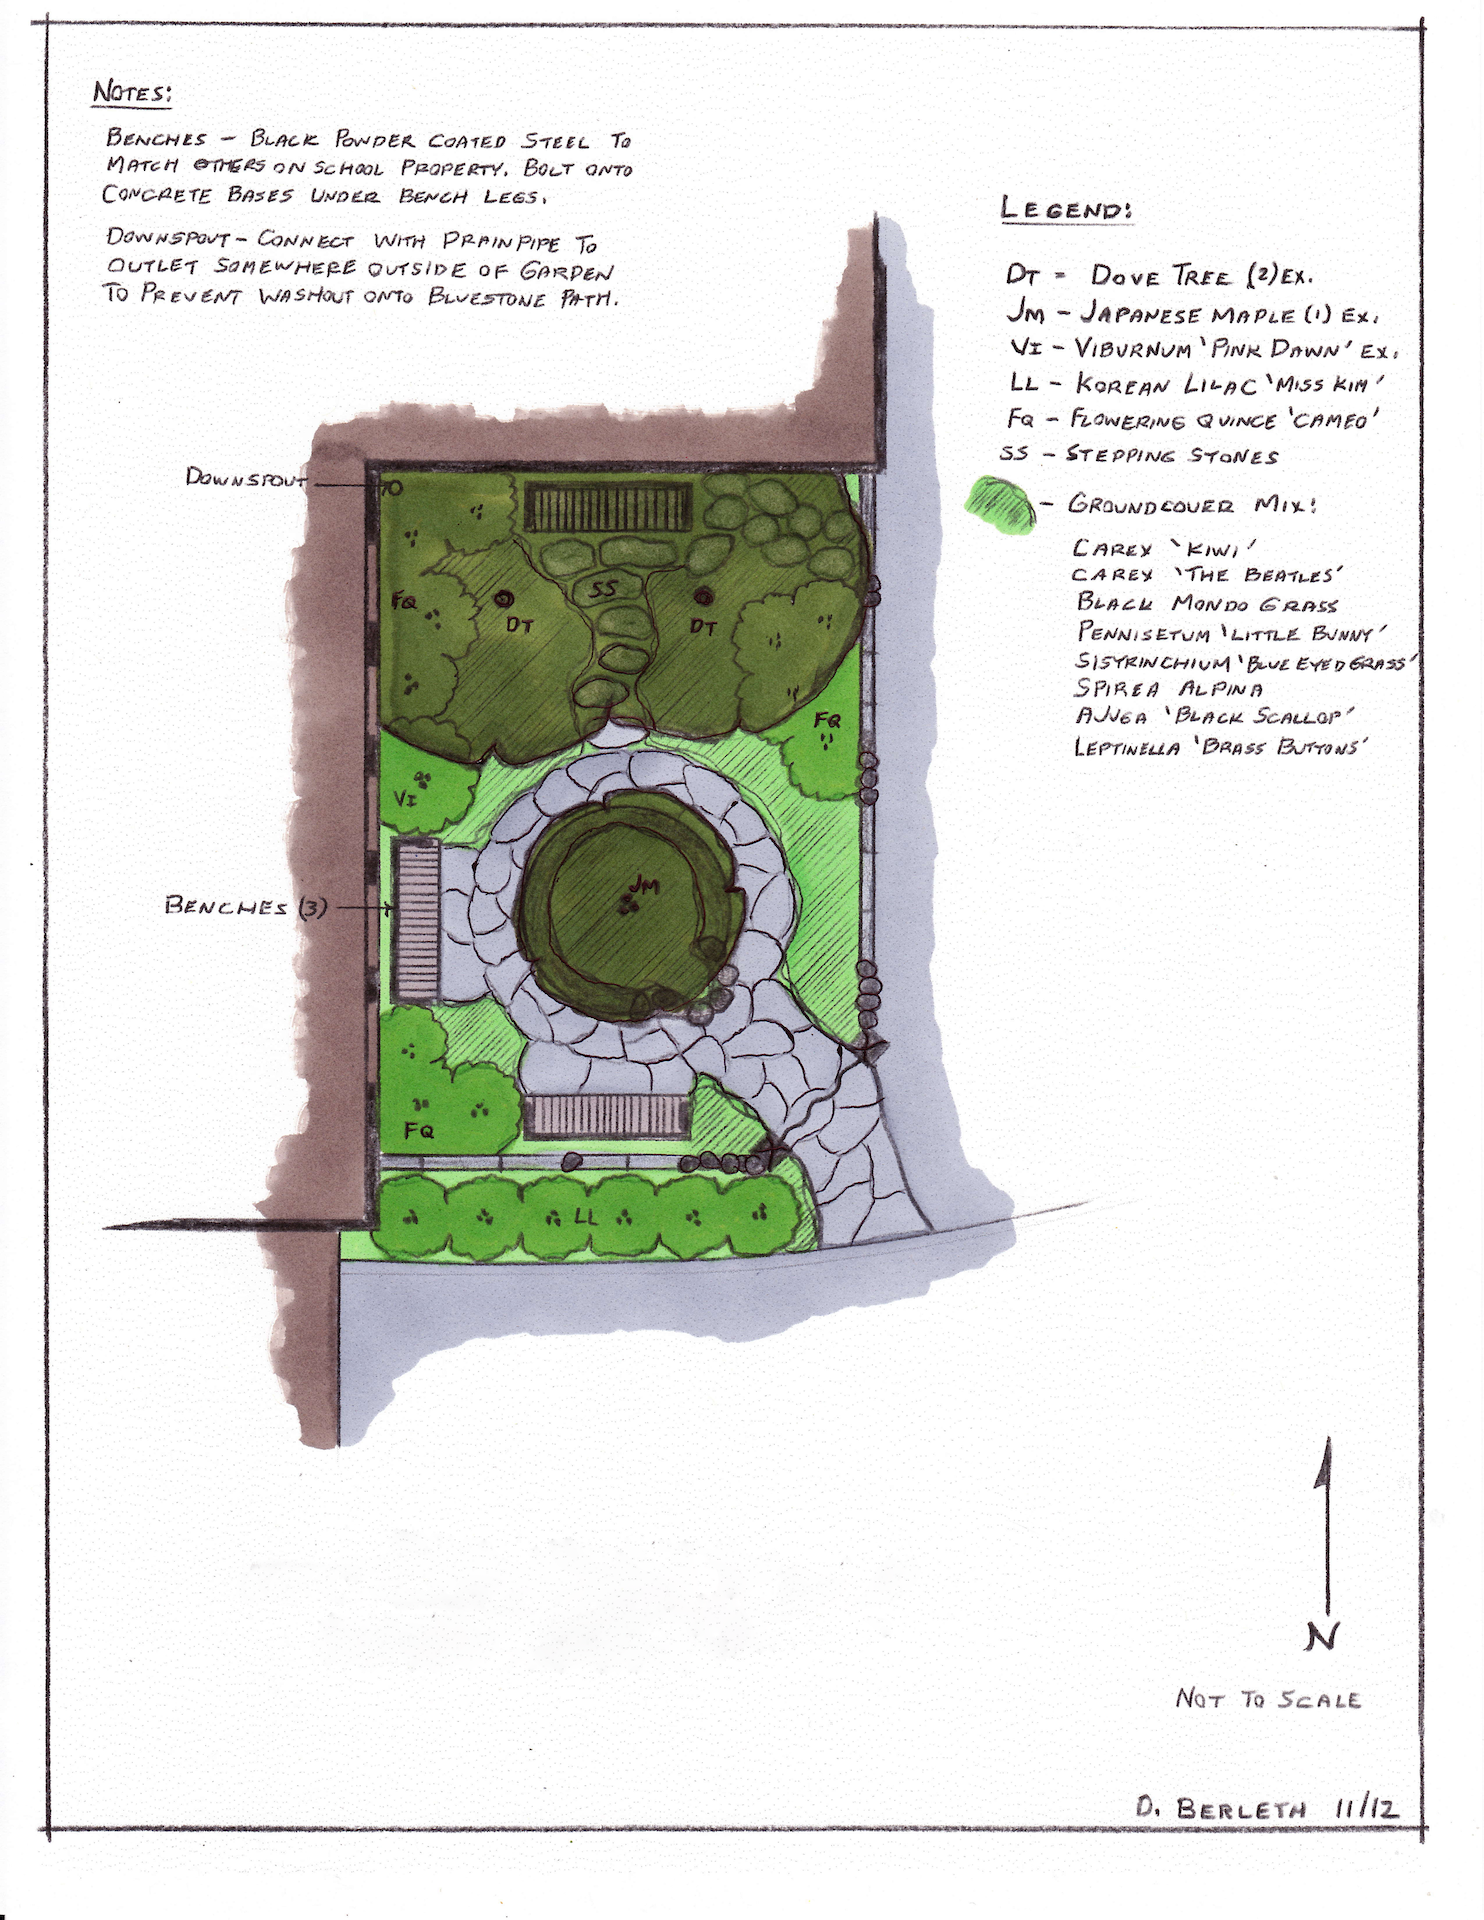 NOTES:
BENCHES - BLACK POWDER COATED STEEL TO
MATCH OTHERS ON SCHOOL PROPERTY. BOLT ONTO
CONCRETE BASES UNDER BENCH LEGS.
DOWNSPOUT - CONNECT WITH DRAINPIPE TO
OUTLET SOMEWHERE OUTSIDE OF GARDEN
TO PREVENT WASHOUT ONTO BLUESTONE PATH.
LEGEND:
DT = DOVE TREE (2) EX.
JM - JAPANESE MAPLE (1) EX.
VI - VIBURNUM 'PINK DAWN' EX.
LL - KOREAN LILAC 'MISS KIM'
FQ - FLOWERING QUINCE 'CAMEO'
SS - STEPPING STONES
- GROUNDCOVER MIX:
CAREX 'KIWI'
CAREX 'THE BEATLES'
BLACK MONDO GRASS
PENNISETUM 'LITTLE BUNNY'
SISYRINCHIUM 'BLUE EYED GRASS'
SPIREA ALPINA
AJUGA 'BLACK SCALLOP'
LEPTINELLA 'BRASS BUTTONS'
DOWNSPOUT
SS
FQ
DT
DT
FQ
VI
JM
BENCHES (3)
FQ
LL
N
NOT TO SCALE
D. BERLETH 11/12